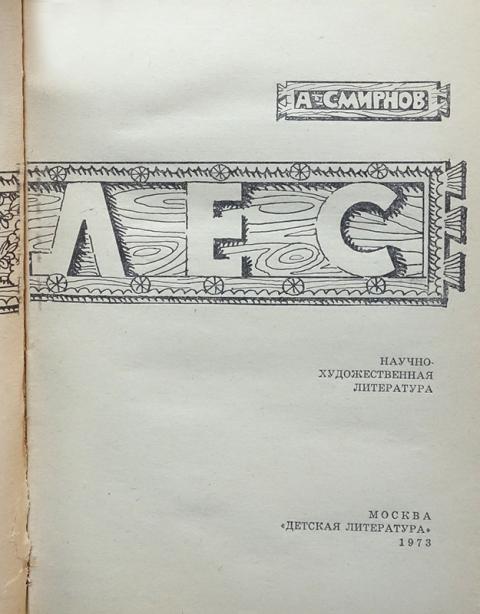 А. СМИРНОВ
ЛЕС
НАУЧНО-
ХУДОЖЕСТВЕННАЯ
ЛИТЕРАТУРА
МОСКВА
«ДЕТСКАЯ ЛИТЕРАТУРА»
1973